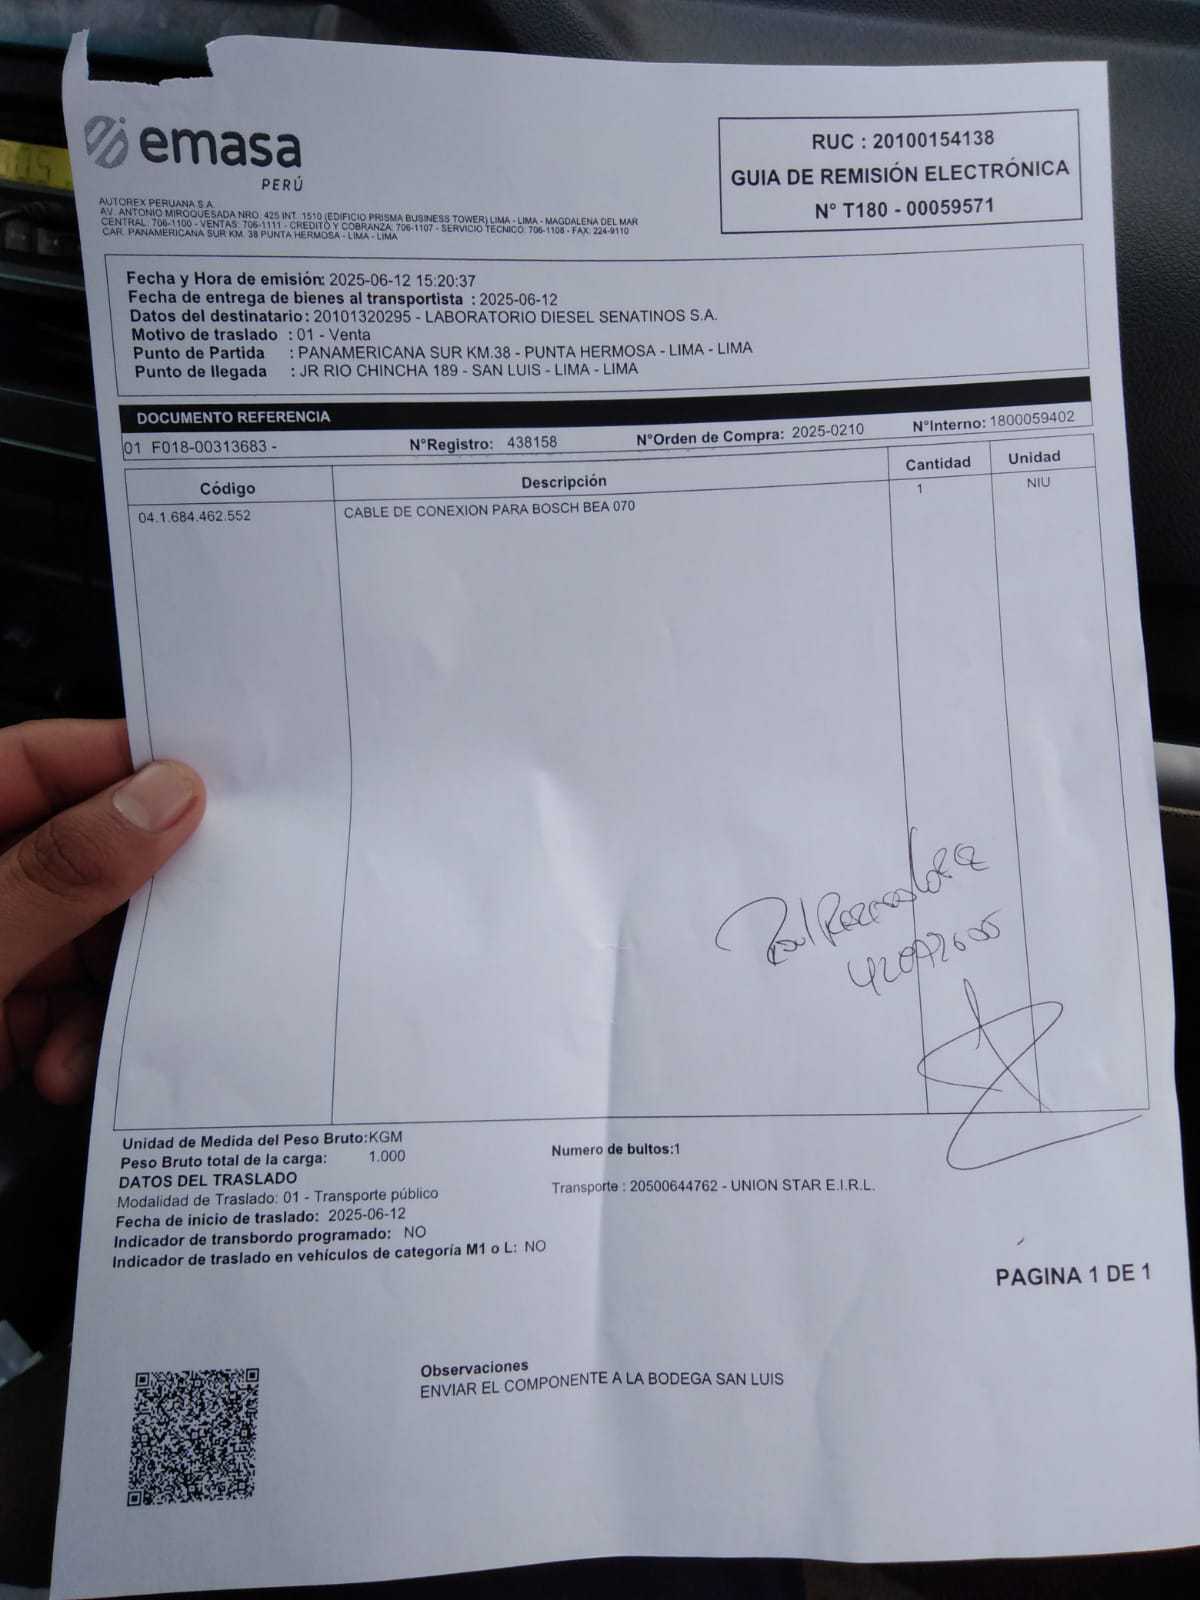 emasa
PERÚ
AUTOREX PERUANA S.A.
AV. ANTONIO MIROQUESADA NRO. 425 INT. 1510 (EDIFICIO PRISMA BUSINESS TOWER) LIMA - LIMA - MAGDALENA DEL MAR
CENTRAL: 706-1100 - VENTAS: 706-1111 - CREDITO Y COBRANZA: 706-1107 - SERVICIO TECNICO: 706-1108 - FAX: 224-9110
CAR. PANAMERICANA SUR KM. 38 PUNTA HERMOSA - LIMA - LIMA
RUC : 20100154138
GUIA DE REMISIÓN ELECTRÓNICA
N° T180 - 00059571
Fecha y Hora de emisión: 2025-06-12 15:20:37
Fecha de entrega de bienes al transportista : 2025-06-12
Datos del destinatario : 20101320295 - LABORATORIO DIESEL SENATINOS S.A.
Motivo de traslado : 01 - Venta
Punto de Partida : PANAMERICANA SUR KM.38 - PUNTA HERMOSA - LIMA - LIMA
Punto de llegada : JR RIO CHINCHA 189 - SAN LUIS - LIMA - LIMA
DOCUMENTO REFERENCIA
01 F018-00313683 - N°Registro: 438158 N°Orden de Compra: 2025-0210 N°Interno: 1800059402
Código Descripción Cantidad Unidad
04.1.684.462.552 CABLE DE CONEXION PARA BOSCH BEA 070 1 NIU
Unidad de Medida del Peso Bruto:KGM
Peso Bruto total de la carga: 1.000
Numero de bultos:1
DATOS DEL TRASLADO
Modalidad de Traslado: 01 - Transporte público
Transporte : 20500644762 - UNION STAR E.I.R.L.
Fecha de inicio de traslado: 2025-06-12
Indicador de transbordo programado: NO
Indicador de traslado en vehículos de categoría M1 o L: NO
PAGINA 1 DE 1
Observaciones
ENVIAR EL COMPONENTE A LA BODEGA SAN LUIS